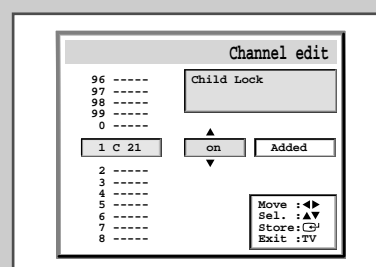 Channel edit
96 -----
97 -----
98 -----
99 -----
0 -----
Child Lock
▲
1 C 21
on
Added
▼
2 -----
3 -----
4 -----
5 -----
6 -----
7 -----
8 -----
Move :◀▶
Sel. :▲▼
Store:
Exit :TV